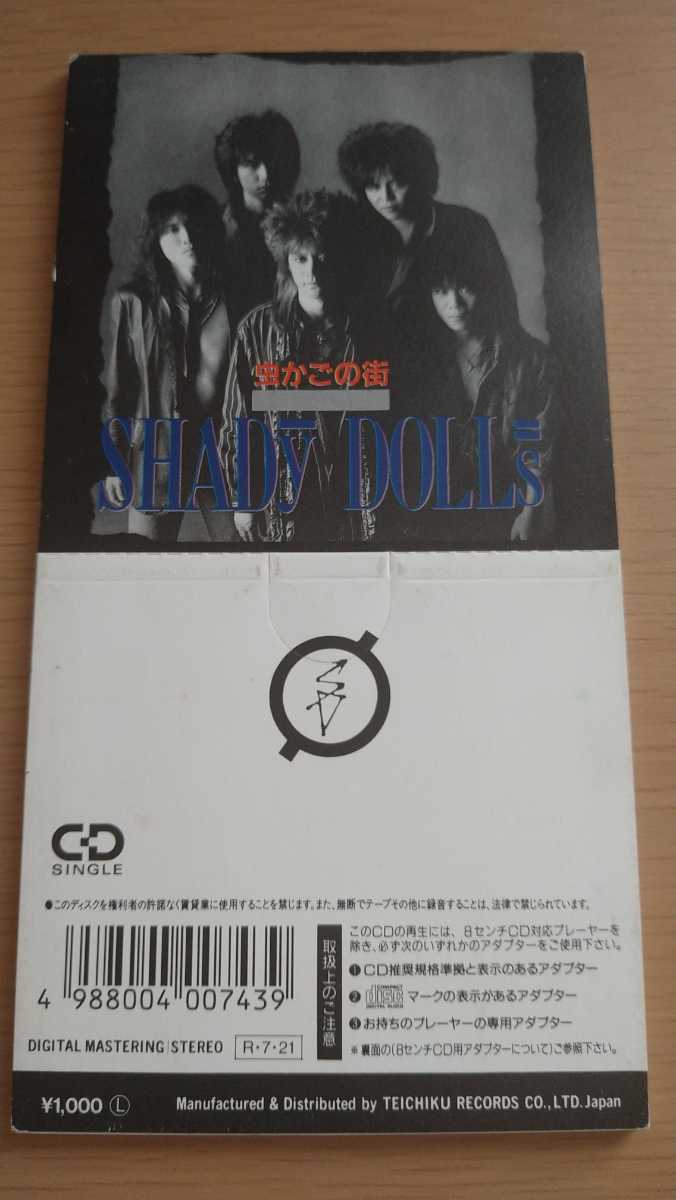 虫かごの街
SHADy DOLLs
CD
SINGLE
●このディスクを権利者の許諾なく賃貸業に使用することを禁じます。また、無断でテープその他に録音することは、法律で禁じられています。
4 988004 007439
DIGITAL MASTERING STEREO R・7・21
取扱上のご注意
このCDの再生には、8センチCD対応プレーヤーを
除き、必ず次のいずれかのアダプターをご使用下さい。
❶CD推奨規格準拠と表示のあるアダプター
❷ COMPACT disc DIGITAL AUDIO マークの表示があるアダプター
❸お持ちのプレーヤーの専用アダプター
※裏面の〔8センチCD用アダプターについて〕ご参照下さい。
¥1,000 Ⓛ Manufactured & Distributed by TEICHIKU RECORDS CO., LTD. Japan